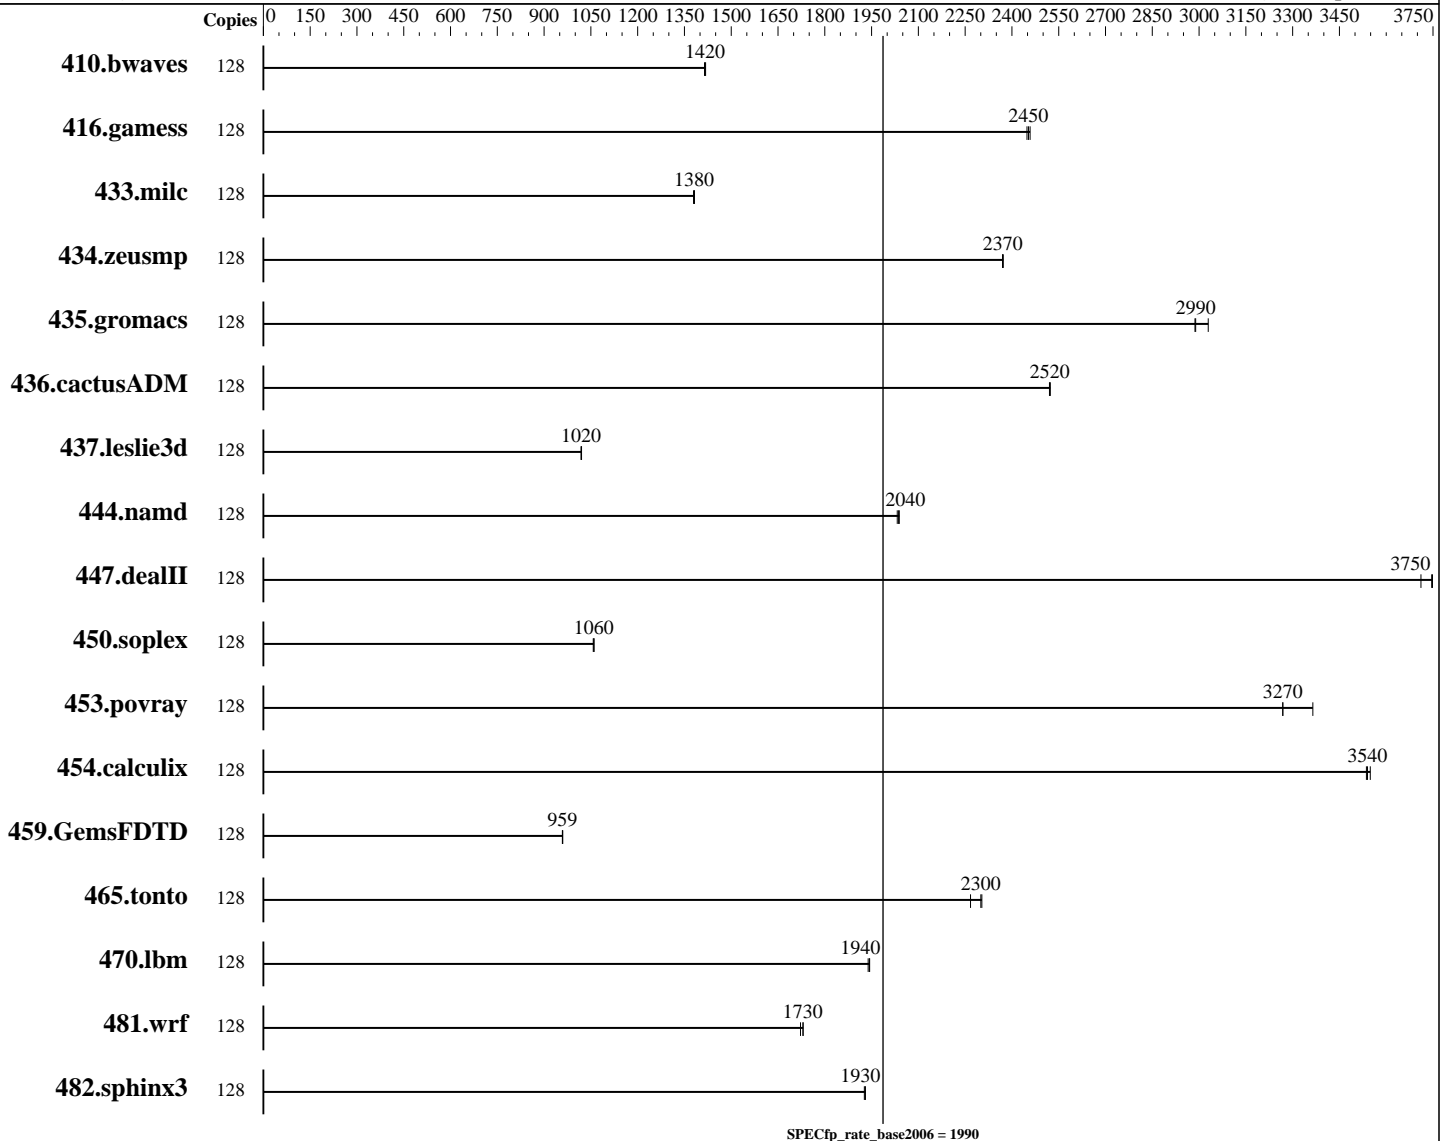 Copies 0 150 300 450 600 750 900 1050 1200 1350 1500 1650 1800 1950 2100 2250 2400 2550 2700 2850 3000 3150 3300 3450 3750
410.bwaves 128 1420
416.gamess 128 2450
433.milc 128 1380
434.zeusmp 128 2370
435.gromacs 128 2990
436.cactusADM 128 2520
437.leslie3d 128 1020
444.namd 128 2040
447.dealII 128 3750
450.soplex 128 1060
453.povray 128 3270
454.calculix 128 3540
459.GemsFDTD 128 959
465.tonto 128 2300
470.lbm 128 1940
481.wrf 128 1730
482.sphinx3 128 1930
SPECfp_rate_base2006 = 1990